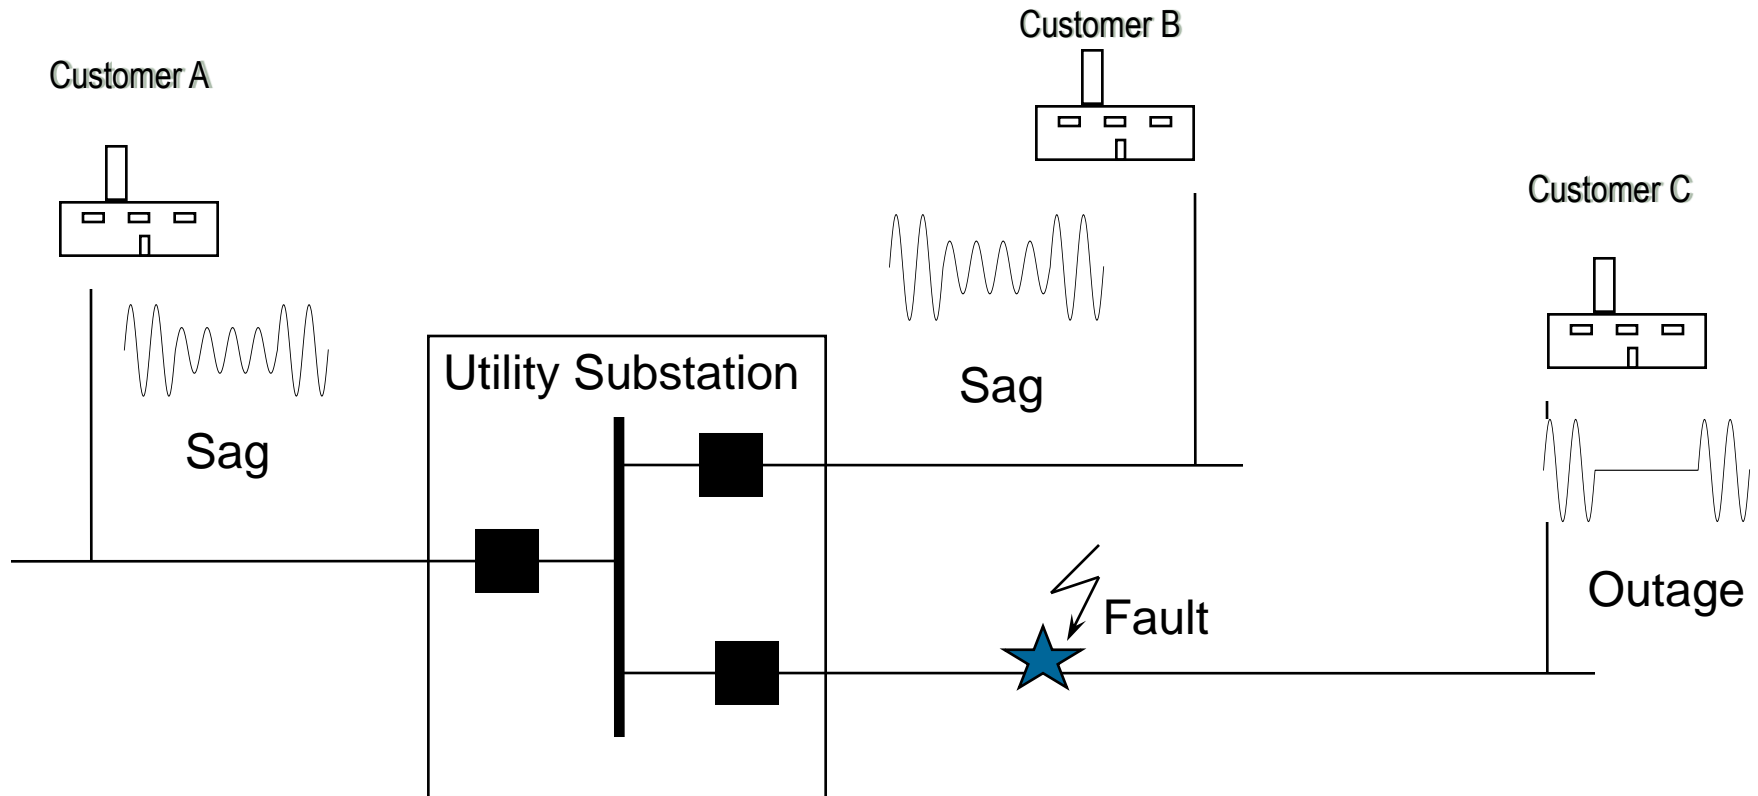 Customer B
Customer A
Customer C
Utility Substation
Sag
Sag
Outage
Fault